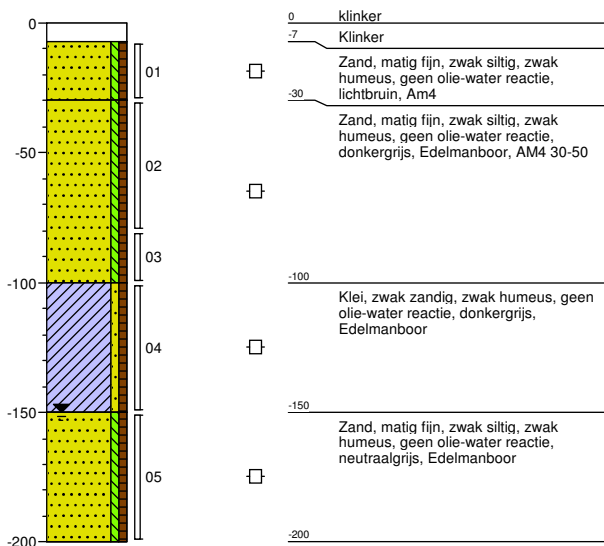 0
-50
-100
-150
-200
01
02
03
04
05
0
klinker
-7
Klinker
Zand, matig fijn, zwak siltig, zwak
humeus, geen olie-water reactie,
lichtbruin, Am4
-30
Zand, matig fijn, zwak siltig, zwak
humeus, geen olie-water reactie,
donkergrijs, Edelmanboor, AM4 30-50
-100
Klei, zwak zandig, zwak humeus, geen
olie-water reactie, donkergrijs,
Edelmanboor
-150
Zand, matig fijn, zwak siltig, zwak
humeus, geen olie-water reactie,
neutraalgrijs, Edelmanboor
-200